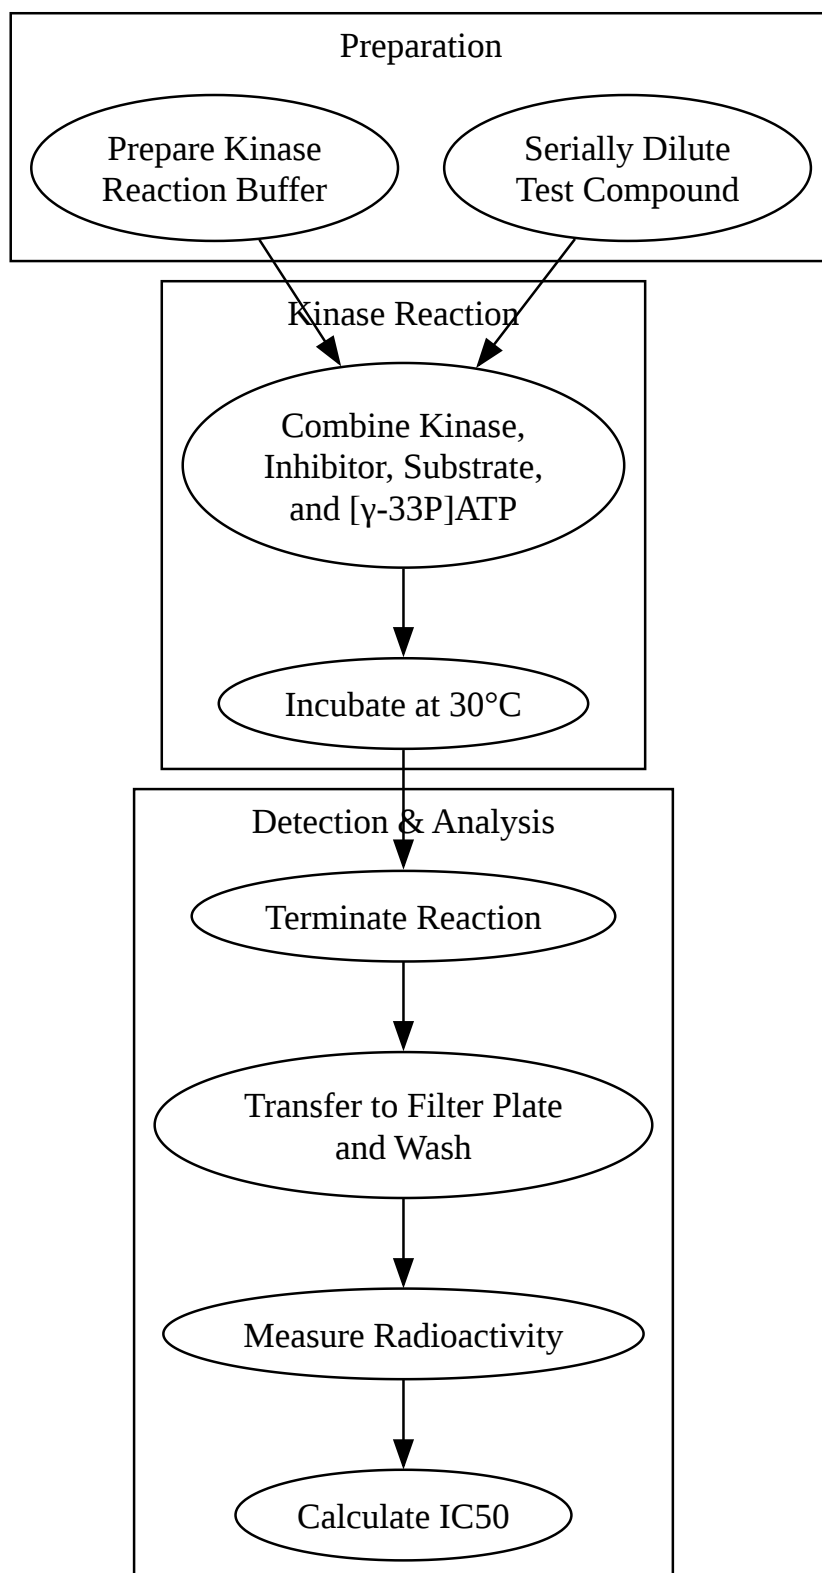 Preparation
Prepare Kinase
Reaction Buffer
Serially Dilute
Test Compound
Kinase Reaction
Combine Kinase,
Inhibitor, Substrate,
and [γ-33P]ATP
Incubate at 30°C
Detection & Analysis
Terminate Reaction
Transfer to Filter Plate
and Wash
Measure Radioactivity
Calculate IC50